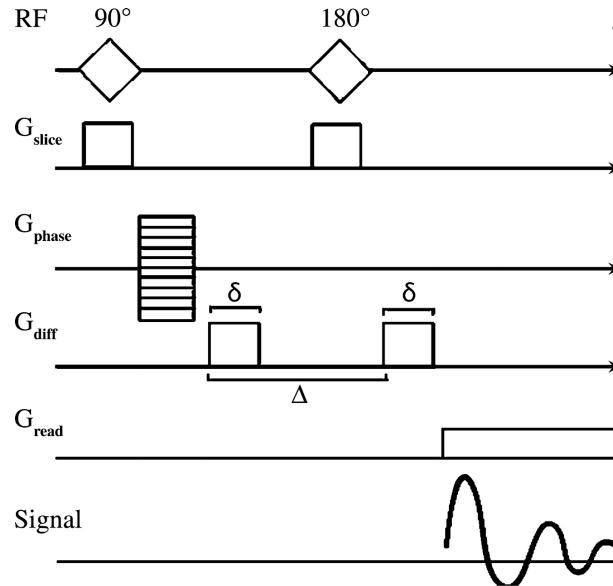 RF 90° 180°
Gslice
Gphase
δ δ
Gdiff
Δ
Gread
Signal